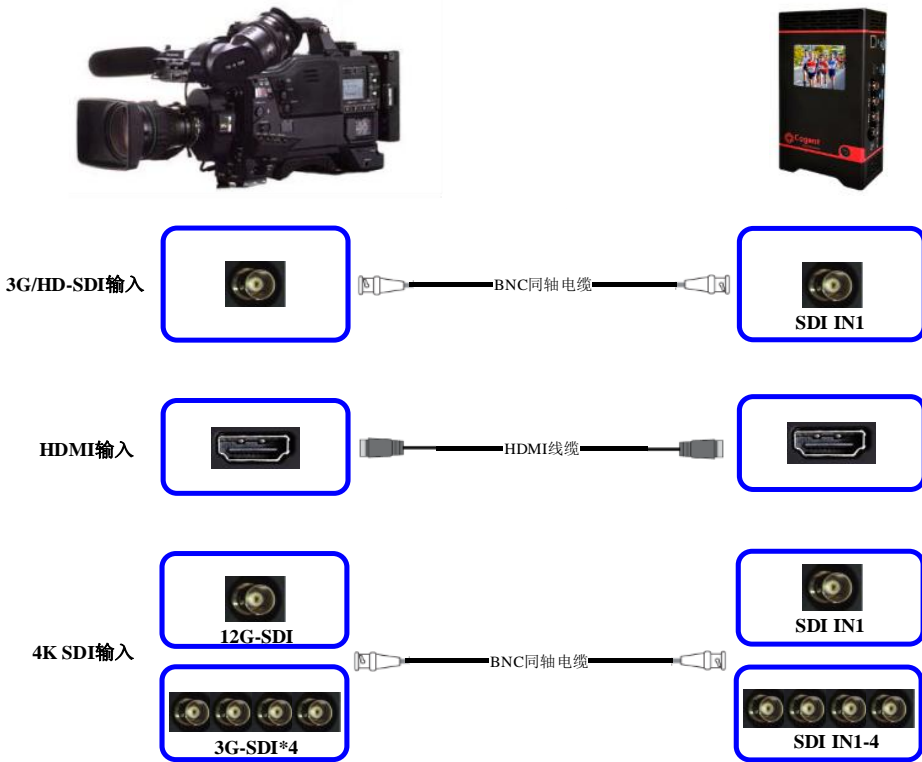 Cogent
3G/HD-SDI输入
BNC同轴电缆
SDI IN1
HDMI输入
HDMI线缆
4K SDI输入
12G-SDI
SDI IN1
BNC同轴电缆
3G-SDI*4
SDI IN1-4